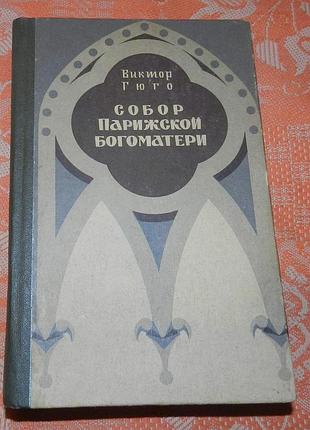 Виктор
Гюго
СОБОР
ПАРИЖСКОЙ
БОГОМАТЕРИ